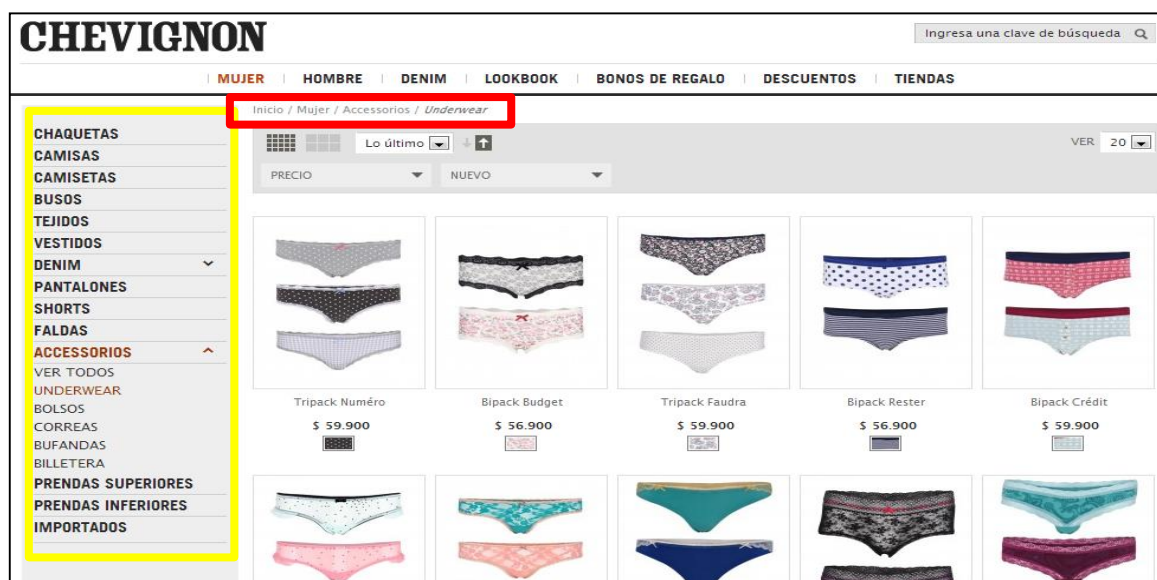 CHEVIGNON
Ingresa una clave de búsqueda
MUJER HOMBRE DENIM LOOKBOOK BONOS DE REGALO DESCUENTOS TIENDAS
Inicio / Mujer / Accessorios / Underwear
Lo último
VER 20
PRECIO NUEVO
CHAQUETAS
CAMISAS
CAMISETAS
BUSOS
TEJIDOS
VESTIDOS
DENIM
PANTALONES
SHORTS
FALDAS
ACCESSORIOS
VER TODOS
UNDERWEAR
BOLSOS
CORREAS
BUFANDAS
BILLETERA
PRENDAS SUPERIORES
PRENDAS INFERIORES
IMPORTADOS
Tripack Numéro Bipack Budget Tripack Faudra Bipack Rester Bipack Crédit
$ 59.900 $ 56.900 $ 59.900 $ 56.900 $ 59.900